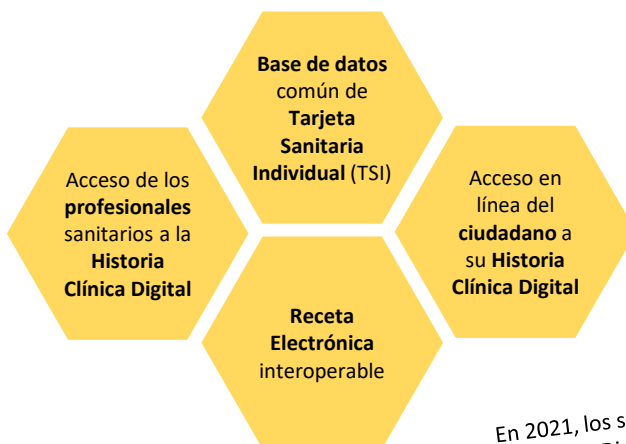 Base de datos
común de
Tarjeta
Sanitaria
Individual (TSI)
Acceso de los
profesionales
sanitarios a la
Historia
Clínica Digital
Acceso en
línea del
ciudadano a
su Historia
Clínica Digital
Receta
Electrónica
interoperable
En 2021, los s